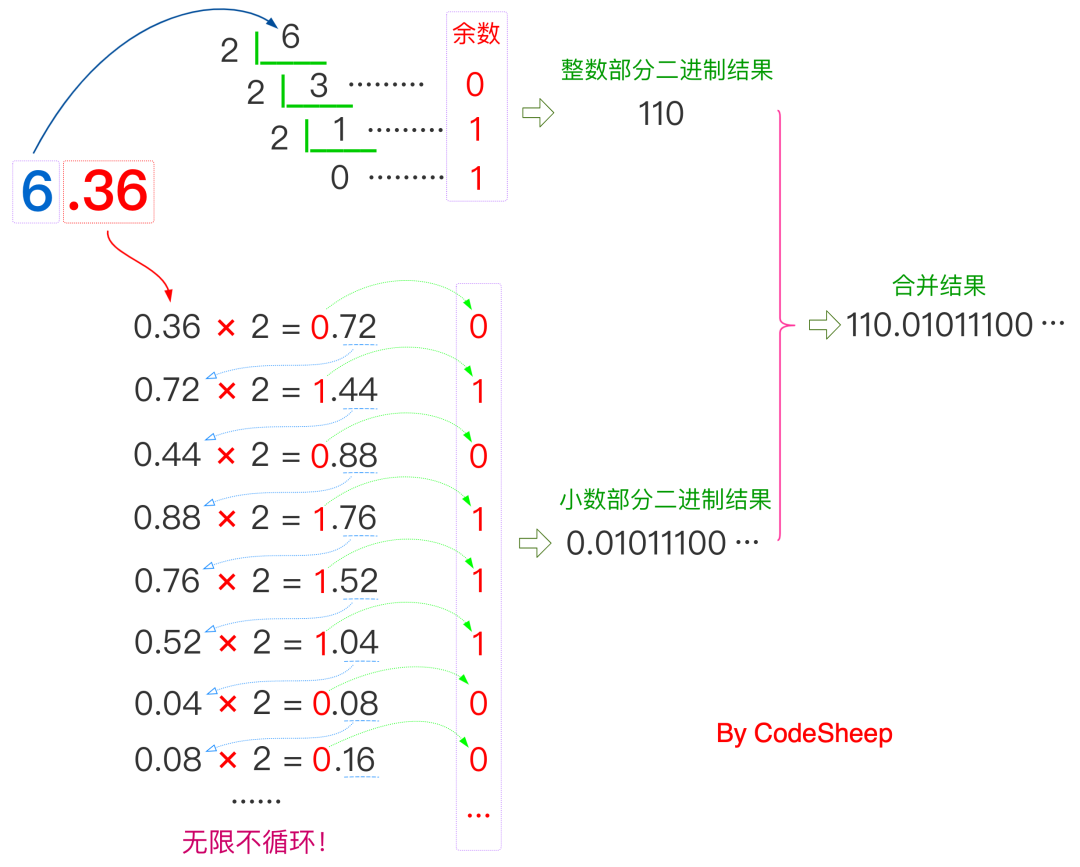 6.36
余数
2 6
2 3 ········· 0
2 1 ········· 1
0 ········· 1
整数部分二进制结果
110
0.36 × 2 = 0.72 0
0.72 × 2 = 1.44 1
0.44 × 2 = 0.88 0
0.88 × 2 = 1.76 1
0.76 × 2 = 1.52 1
0.52 × 2 = 1.04 1
0.04 × 2 = 0.08 0
0.08 × 2 = 0.16 0
······ ...
无限不循环！
小数部分二进制结果
0.01011100 ···
合并结果
110.01011100 ···
By CodeSheep